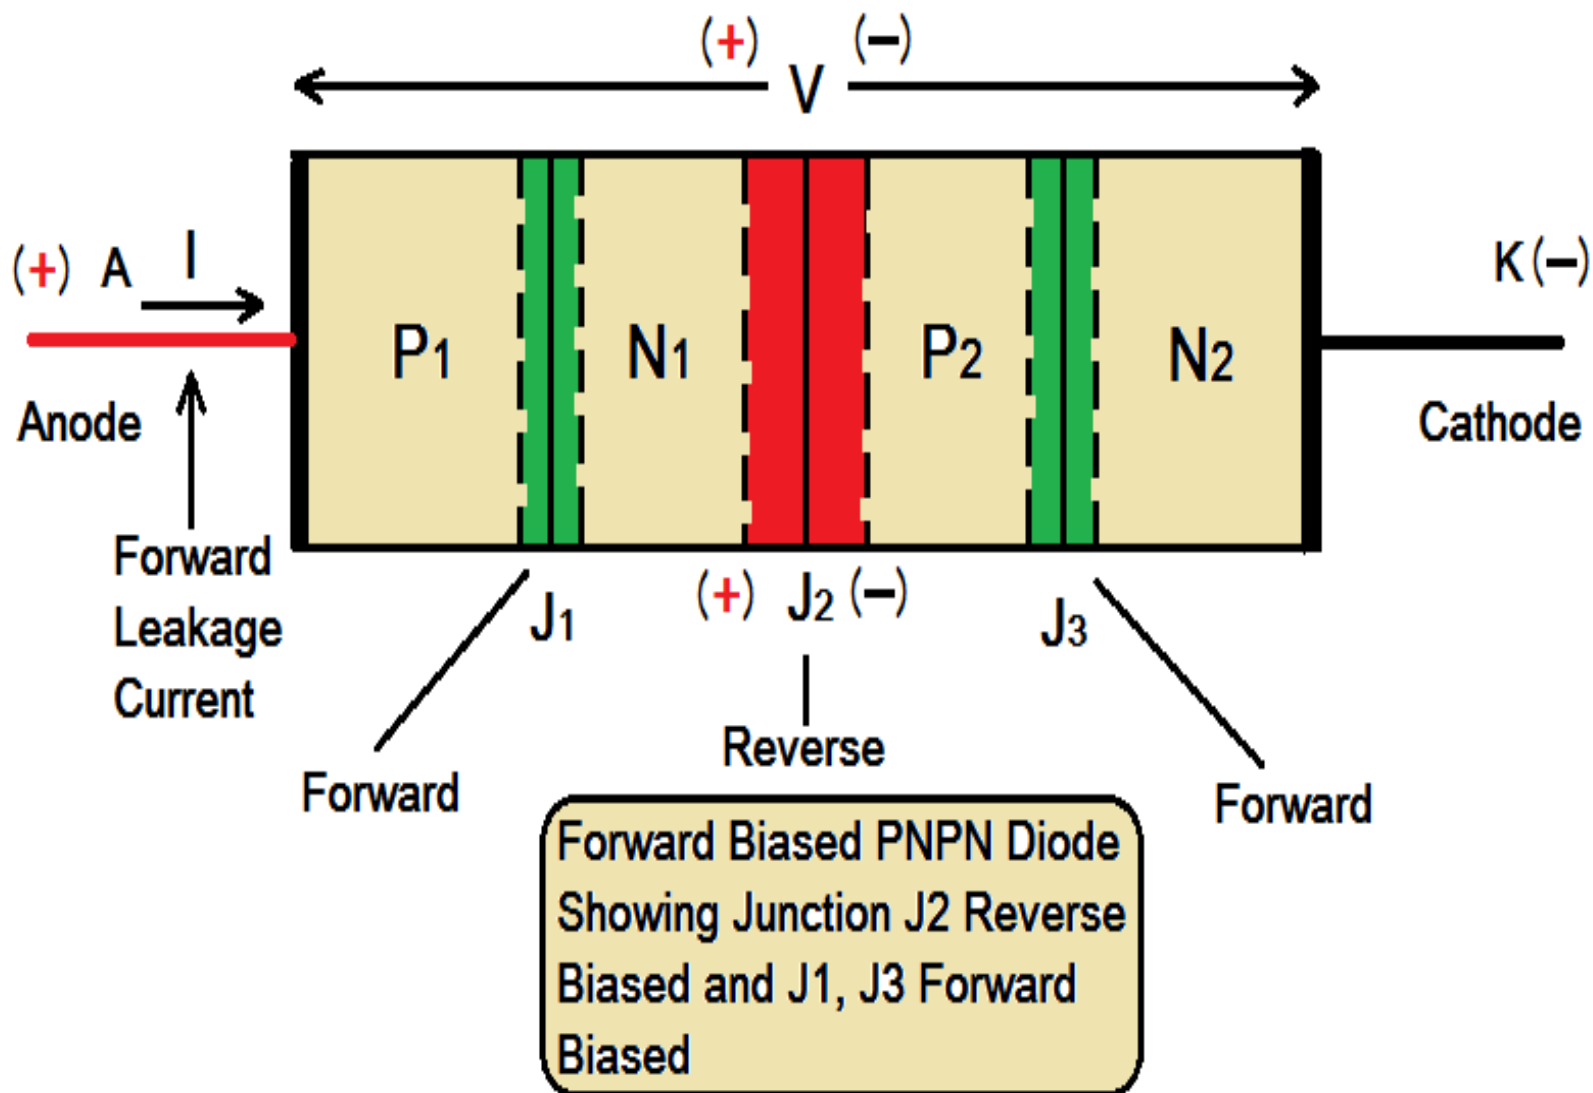 (+) V (−)
(+) A I
K (−)
P1 N1 P2 N2
Anode
Cathode
Forward
Leakage
Current
J1
(+) J2 (−)
J3
Forward
Reverse
Forward
Forward Biased PNPN Diode
Showing Junction J2 Reverse
Biased and J1, J3 Forward
Biased